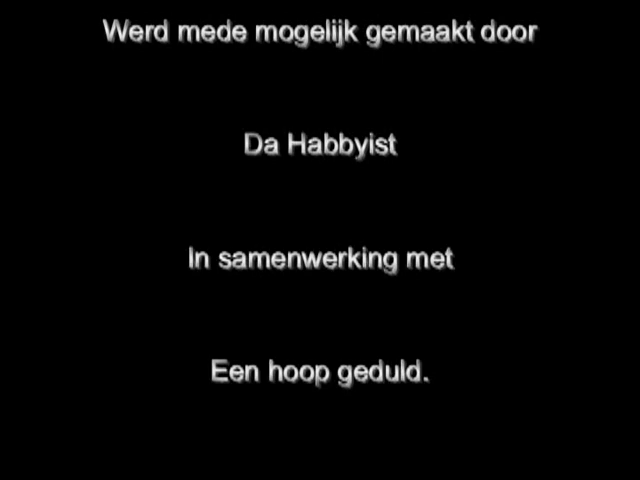 Werd mede mogelijk gemaakt door
Da Habbyist
In samenwerking met
Een hoop geduld.